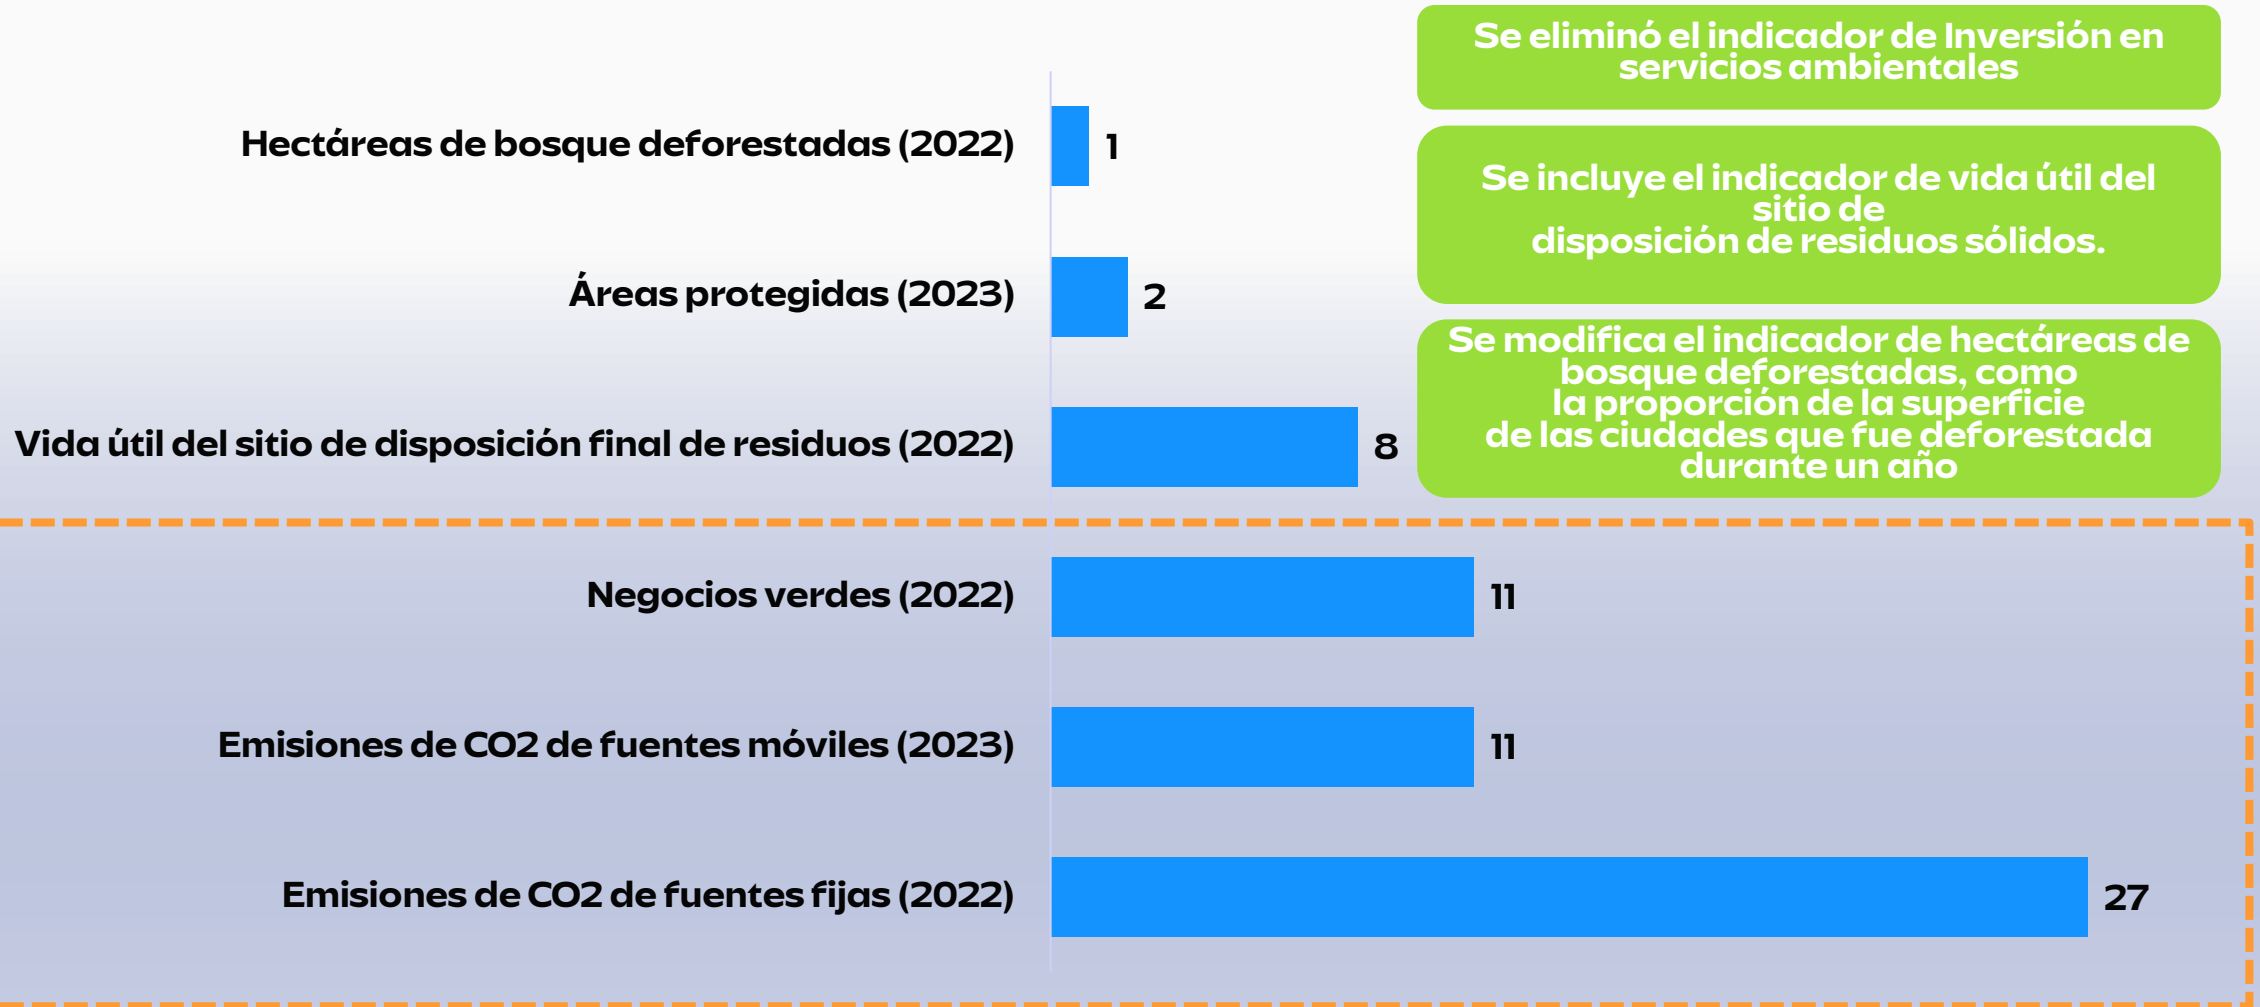 Se eliminó el indicador de Inversión en
servicios ambientales
Hectáreas de bosque deforestadas (2022)
1
Se incluye el indicador de vida útil del
sitio de
disposición de residuos sólidos.
Áreas protegidas (2023)
2
Se modifica el indicador de hectáreas de
bosque deforestadas, como
la proporción de la superficie
de las ciudades que fue deforestada
durante un año
Vida útil del sitio de disposición final de residuos (2022)
8
Negocios verdes (2022)
11
Emisiones de CO2 de fuentes móviles (2023)
11
Emisiones de CO2 de fuentes fijas (2022)
27